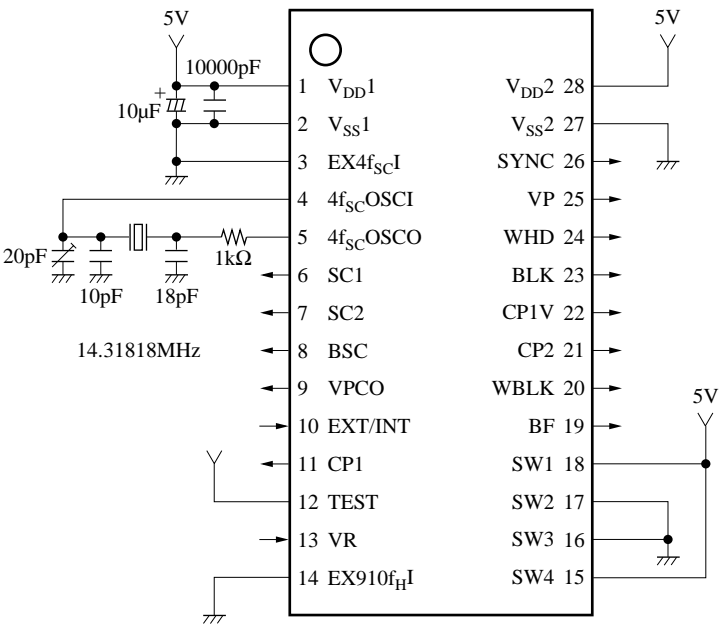 5V
10000pF
+
10μF
20pF
10pF
18pF
1kΩ
14.31818MHz
1 VDD1
2 VSS1
3 EX4fSCI
4 4fSCOSCI
5 4fSCOSCO
6 SC1
7 SC2
8 BSC
9 VPCO
10 EXT/INT
11 CP1
12 TEST
13 VR
14 EX910fHI
5V
VDD2 28
VSS2 27
SYNC 26
VP 25
WHD 24
BLK 23
CP1V 22
CP2 21
WBLK 20
BF 19
SW1 18
SW2 17
SW3 16
SW4 15
5V